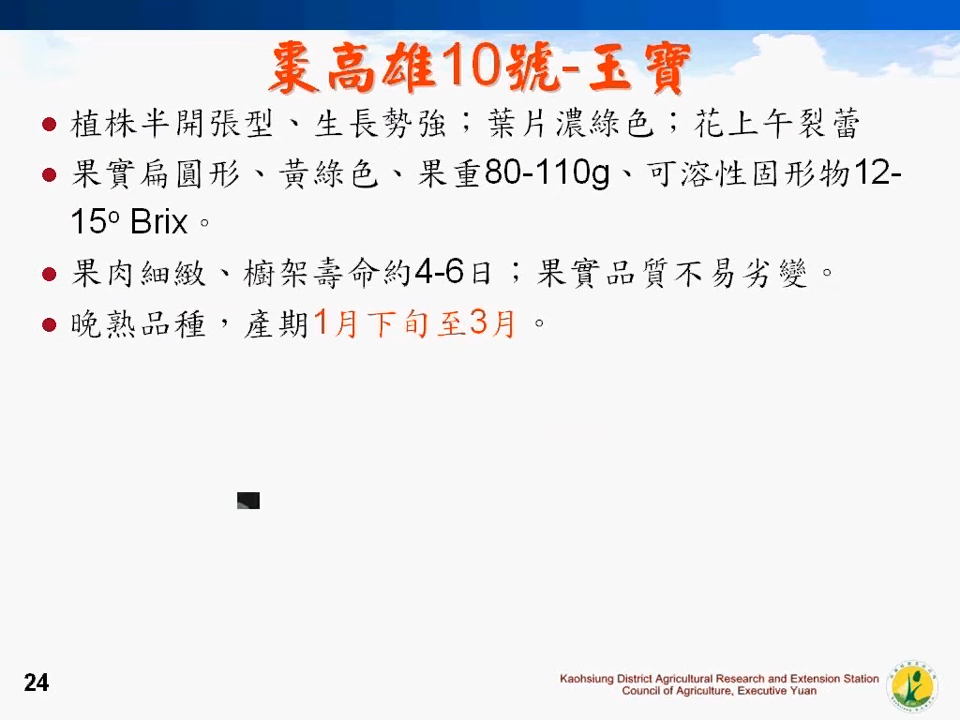 棗高雄10號-玉寶
植株半開張型、生長勢強；葉片濃綠色；花上午裂蕾
果實扁圓形、黃綠色、果重80-110g、可溶性固形物12-
15º Brix。
果肉細緻、櫥架壽命約4-6日；果實品質不易劣變。
晚熟品種，產期1月下旬至3月。
24
Kaohsiung District Agricultural Research and Extension Station
Council of Agriculture, Executive Yuan